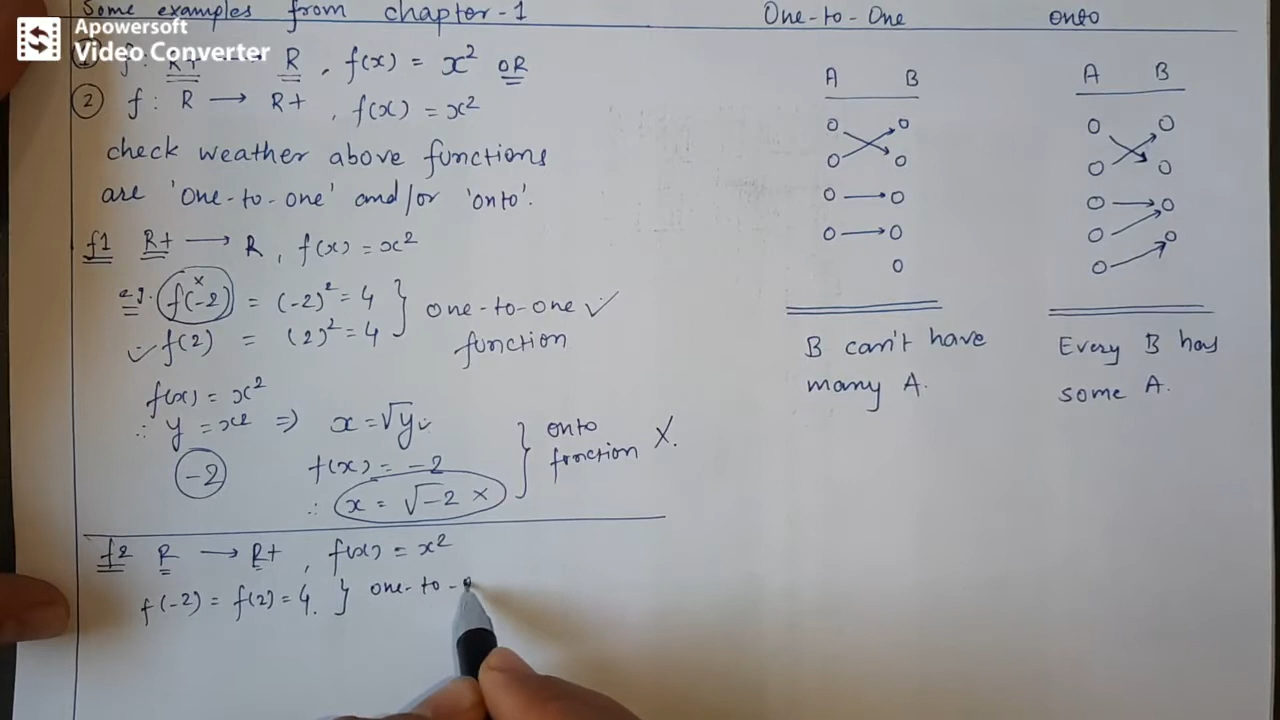 Some examples from chapter-1
One-to-One
onto
Apowersoft
Video Converter
① f: R+ → R, f(x) = x² OR
② f: R → R+, f(x) = x²
check weather above functions
are 'one-to-one' and/or 'onto'.
f1 R+ → R, f(x) = x²
eg. f(-2) = (-2)² = 4 } one-to-one ✓
✓ f(2) = (2)² = 4 function
f(x) = x²
∴ y = x² ⇒ x = √y ✓
-2 f(x) = -2 } onto function X.
∴ x = √-2 ×
f2 R → R+, f(x) = x²
f(-2) = f(2) = 4. } one-to-o
A B
B can't have
many A.
A B
Every B has
some A.